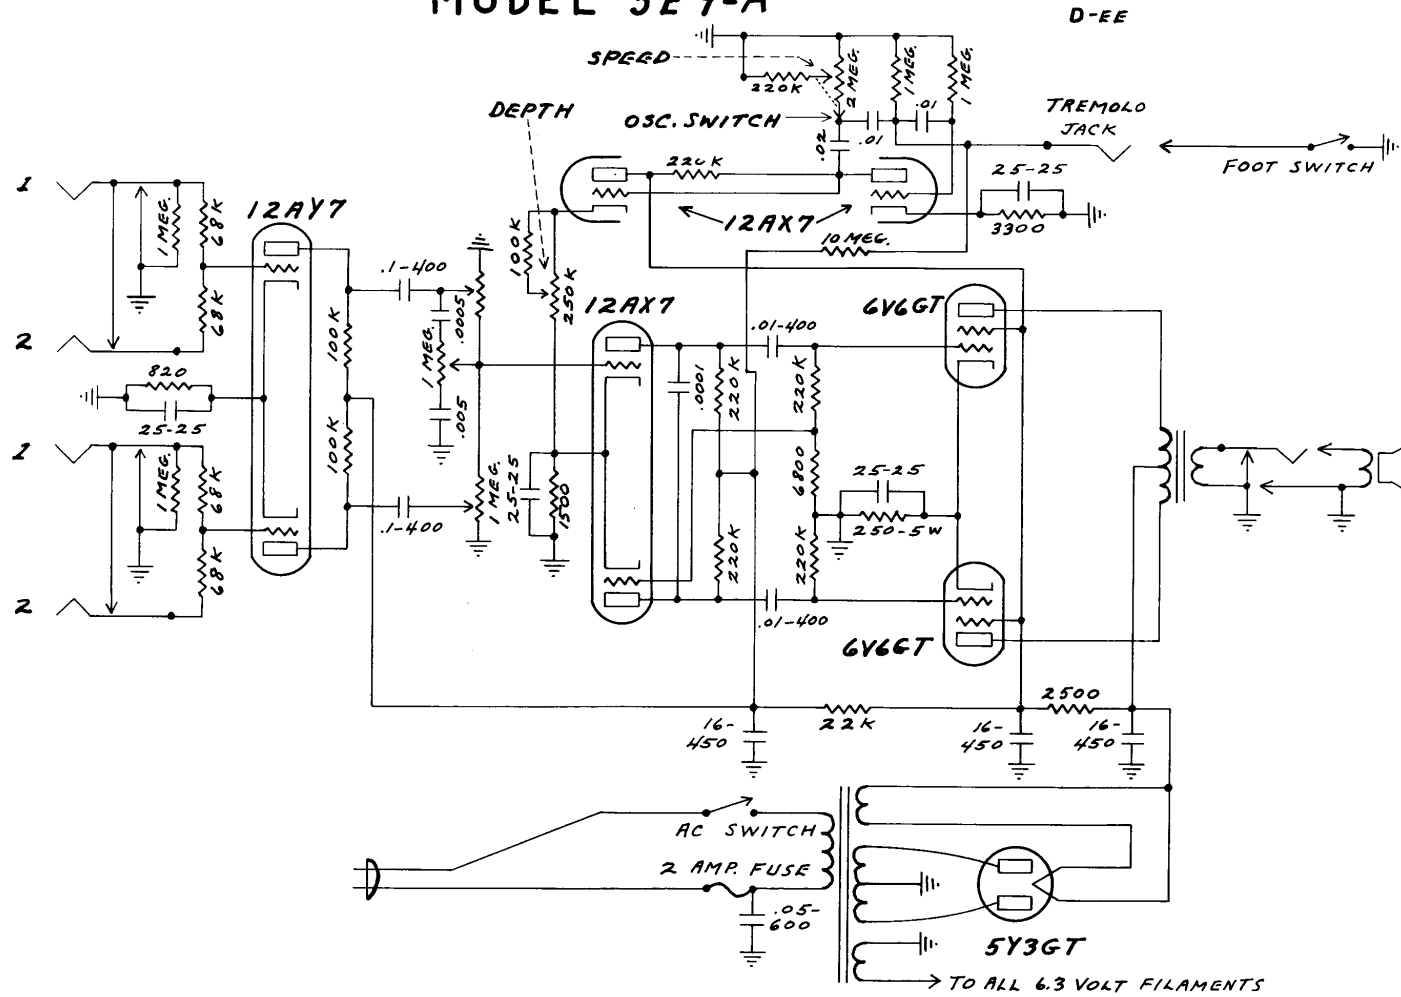 MODEL 5E9-A
D-EE
SPEED
220K
2 MEG.
1 MEG.
1 MEG.
.01
DEPTH
OSC. SWITCH
.02
.01
TREMOLO
JACK
FOOT SWITCH
220K
25-25
3300
12AX7
10 MEG.
1
1 MEG.
68K
12AY7
68K
2
.1-400
.0005
100K
250K
12AX7
6V6GT
.01-400
100K
1 MEG.
.005
.0001
220K
220K
820
25-25
100K
1
1 MEG.
68K
68K
2
.1-400
1 MEG.
25-25
1500
6800
25-25
250-5W
220K
220K
.01-400
6V6GT
2500
22K
16-
450
16-
450
16-
450
AC SWITCH
2 AMP. FUSE
.05-
600
5Y3GT
TO ALL 6.3 VOLT FILAMENTS